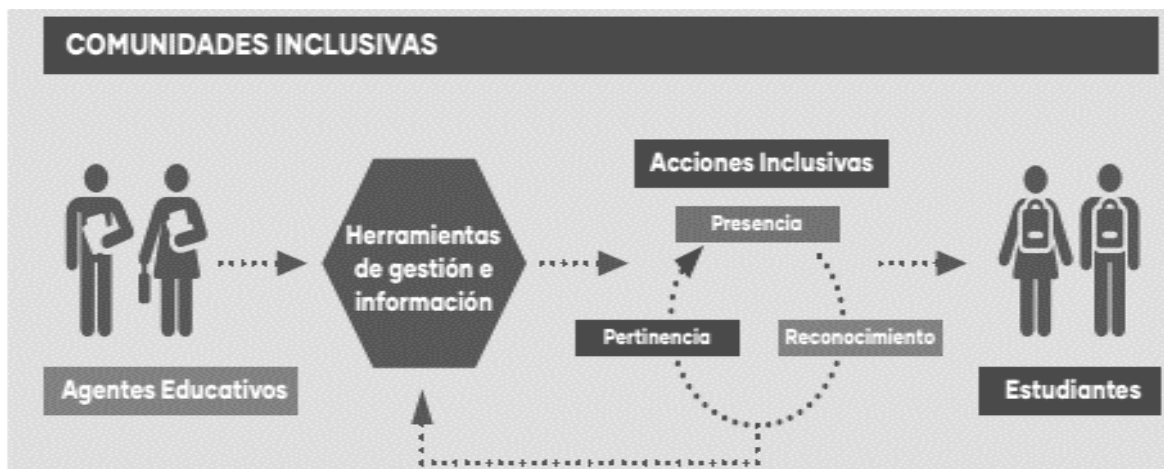 COMUNIDADES INCLUSIVAS
Acciones Inclusivas
Presencia
Herramientas
de gestión e
información
Pertinencia
Reconocimiento
Agentes Educativos
Estudiantes